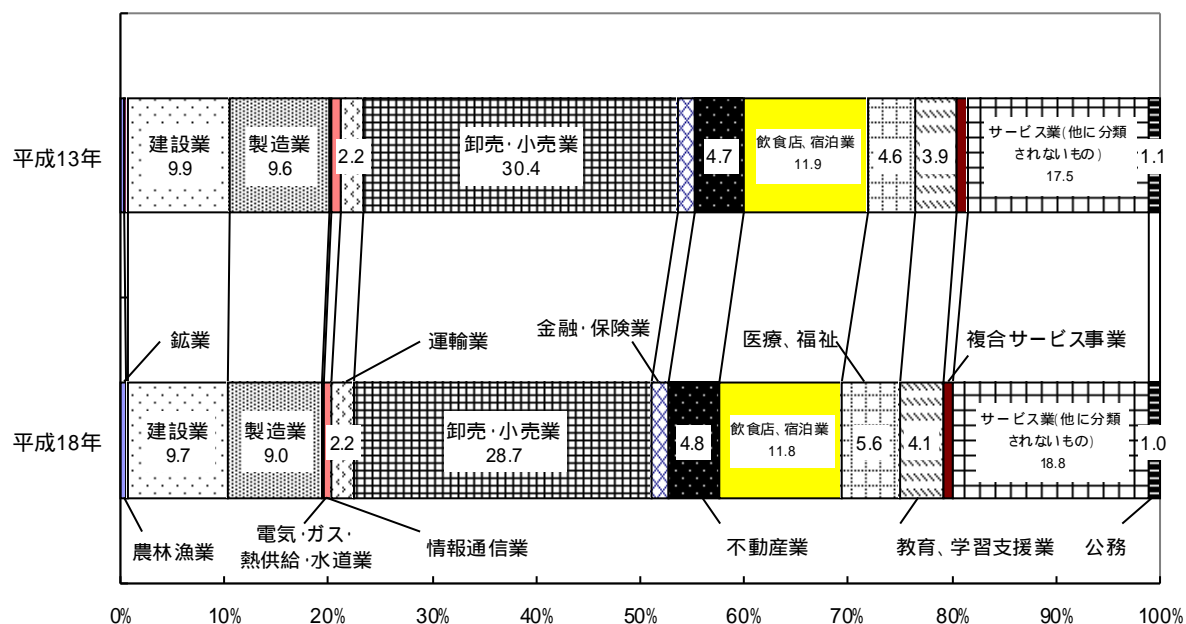 平成13年
建設業
9.9
製造業
9.6
2.2
卸売・小売業
30.4
4.7
飲食店、宿泊業
11.9
4.6
3.9
サービス業(他に分類
されないもの)
17.5
1.1
鉱業
運輸業
金融・保険業
医療、福祉
複合サービス事業
平成18年
建設業
9.7
製造業
9.0
2.2
卸売・小売業
28.7
4.8
飲食店、宿泊業
11.8
5.6
4.1
サービス業(他に分類
されないもの)
18.8
1.0
農林漁業
電気・ガス・
熱供給・水道業
情報通信業
不動産業
教育、学習支援業
公務
0% 10% 20% 30% 40% 50% 60% 70% 80% 90% 100%